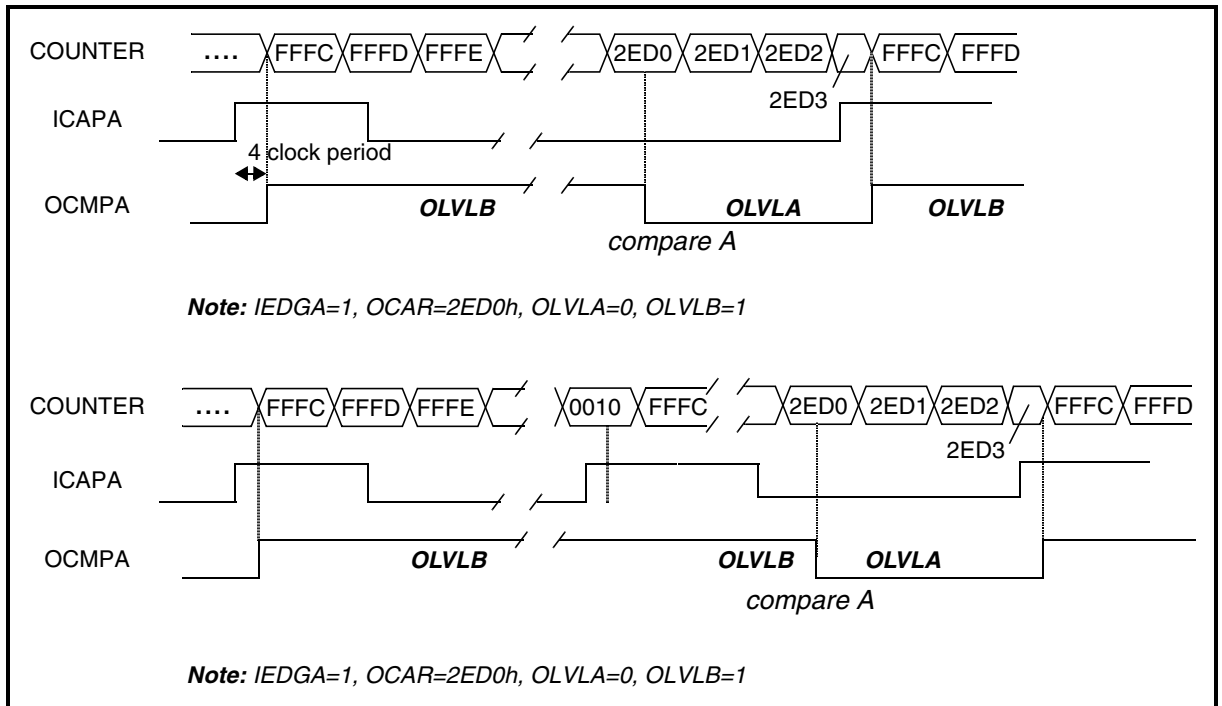 COUNTER .... FFFC FFFD FFFE 2ED0 2ED1 2ED2 FFFC FFFD
2ED3
ICAPA
4 clock period
OCMPA OLVLB OLVLA OLVLB
compare A
Note: IEDGA=1, OCAR=2ED0h, OLVLA=0, OLVLB=1
COUNTER .... FFFC FFFD FFFE 0010 FFFC 2ED0 2ED1 2ED2 FFFC FFFD
2ED3
ICAPA
OCMPA OLVLB OLVLB OLVLA
compare A
Note: IEDGA=1, OCAR=2ED0h, OLVLA=0, OLVLB=1